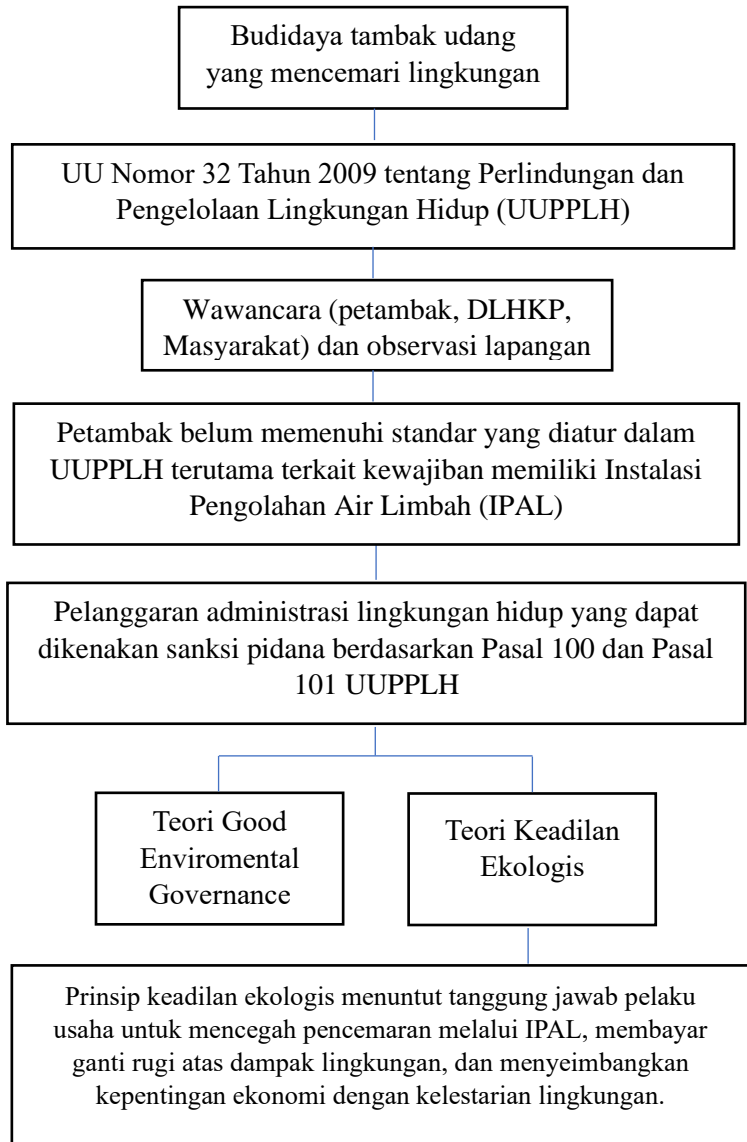 Budidaya tambak udang
yang mencemari lingkungan
UU Nomor 32 Tahun 2009 tentang Perlindungan dan
Pengelolaan Lingkungan Hidup (UUPPLH)
Wawancara (petambak, DLHKP,
Masyarakat) dan observasi lapangan
Petambak belum memenuhi standar yang diatur dalam
UUPPLH terutama terkait kewajiban memiliki Instalasi
Pengolahan Air Limbah (IPAL)
Pelanggaran administrasi lingkungan hidup yang dapat
dikenakan sanksi pidana berdasarkan Pasal 100 dan Pasal
101 UUPPLH
Teori Good
Enviromental
Governance
Teori Keadilan
Ekologis
Prinsip keadilan ekologis menuntut tanggung jawab pelaku
usaha untuk mencegah pencemaran melalui IPAL, membayar
ganti rugi atas dampak lingkungan, dan menyeimbangkan
kepentingan ekonomi dengan kelestarian lingkungan.